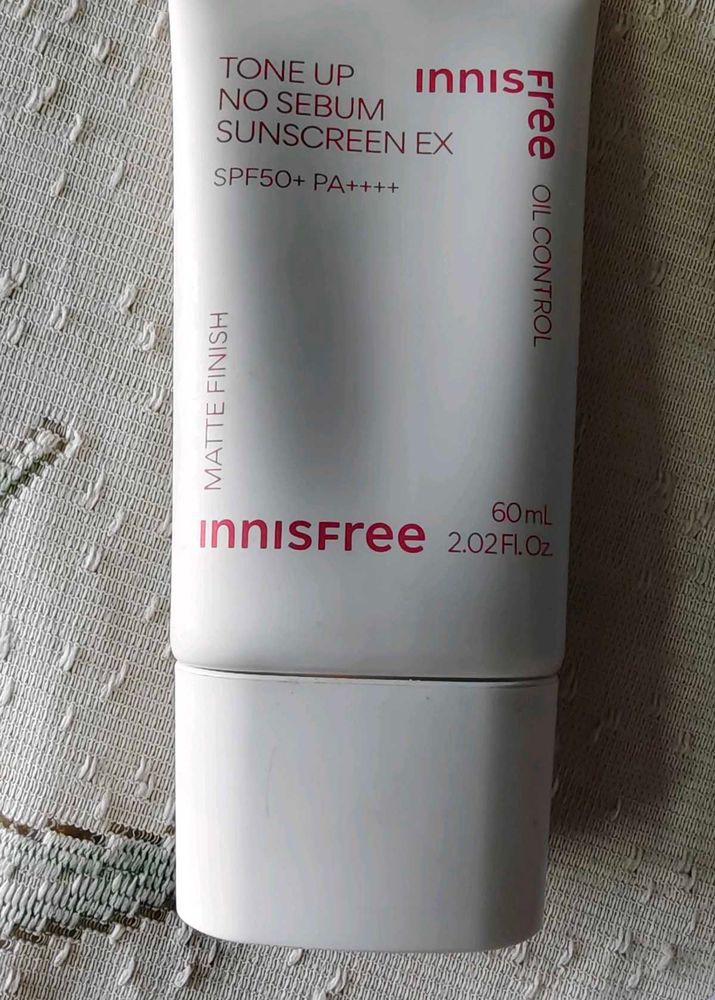 TONE UP
NO SEBUM
SUNSCREEN EX
SPF50+ PA++++
INNISFree
OIL CONTROL
MATTE FINISH
INNISFree
60mL
2.02Fl.Oz.